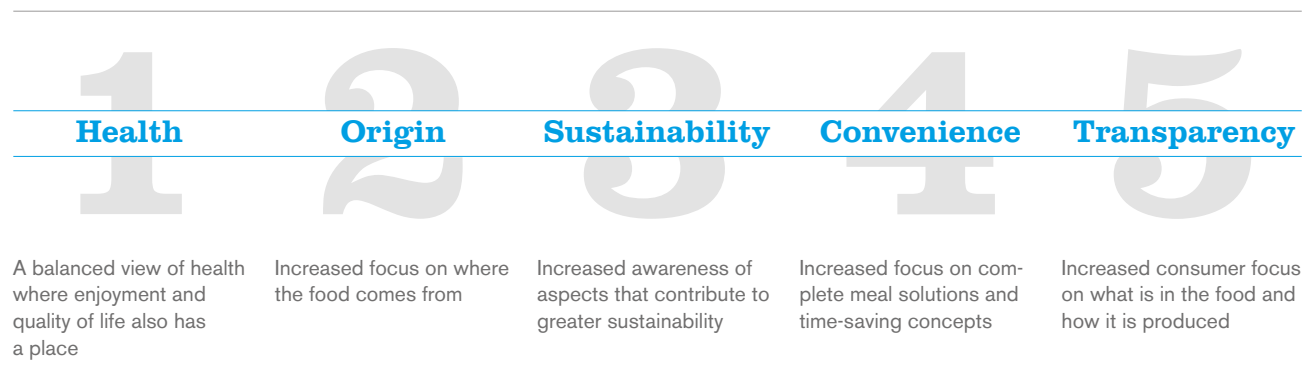 1
Health
A balanced view of health
where enjoyment and
quality of life also has
a place
2
Origin
Increased focus on where
the food comes from
3
Sustainability
Increased awareness of
aspects that contribute to
greater sustainability
4
Convenience
Increased focus on com-
plete meal solutions and
time-saving concepts
5
Transparency
Increased consumer focus
on what is in the food and
how it is produced